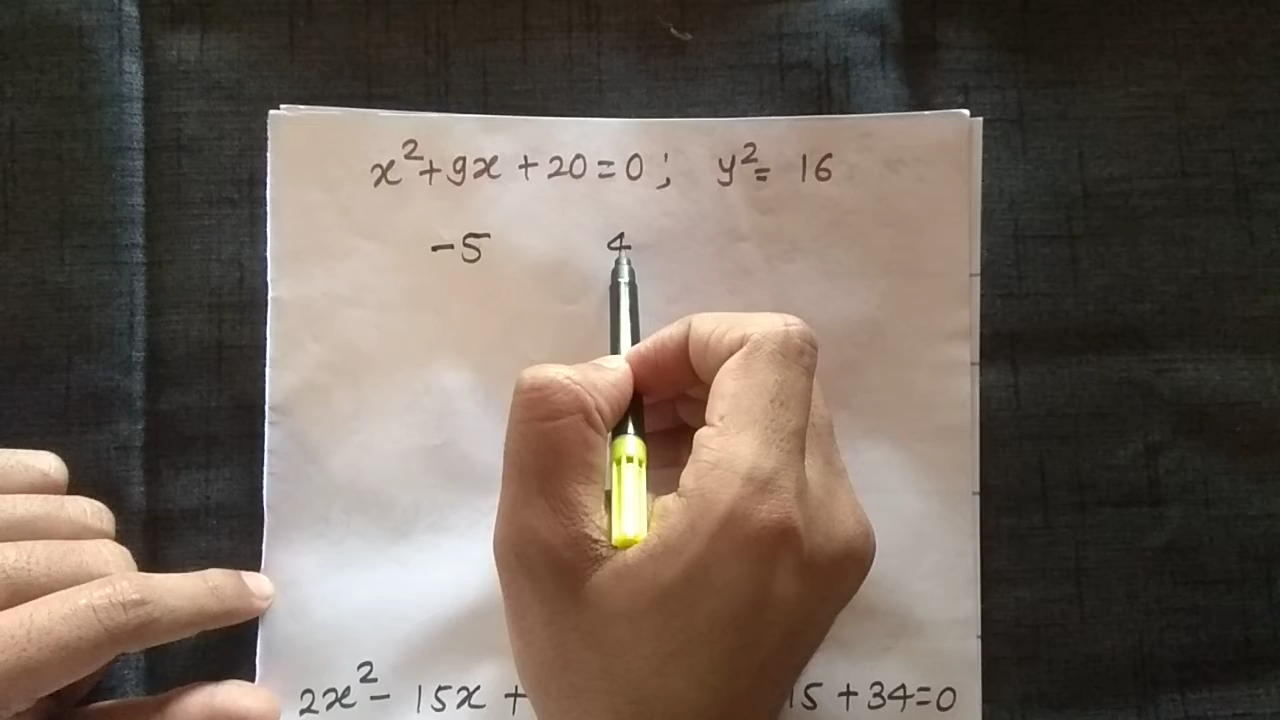 x²+9x+20=0; y²= 16
-5 4
2x²- 15x + 15+34=0